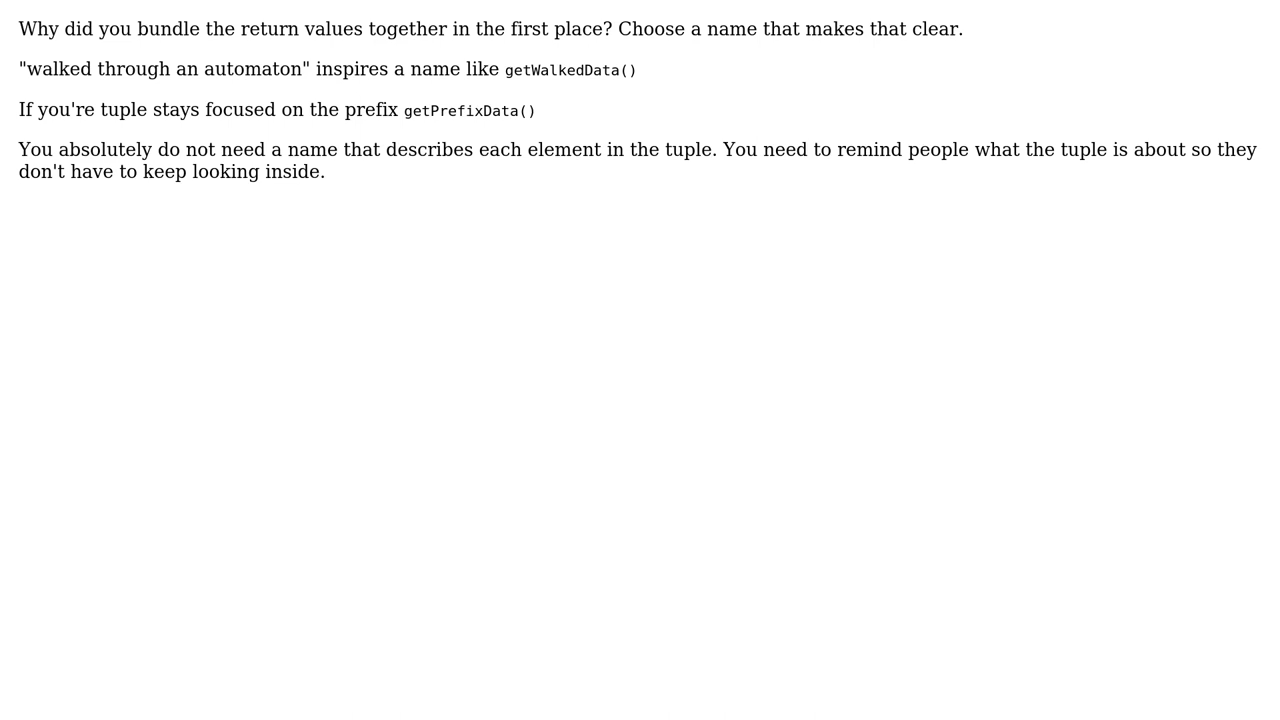 Why did you bundle the return values together in the first place? Choose a name that makes that clear.
"walked through an automaton" inspires a name like getWalkedData()
If you're tuple stays focused on the prefix getPrefixData()
You absolutely do not need a name that describes each element in the tuple. You need to remind people what the tuple is about so they
don't have to keep looking inside.